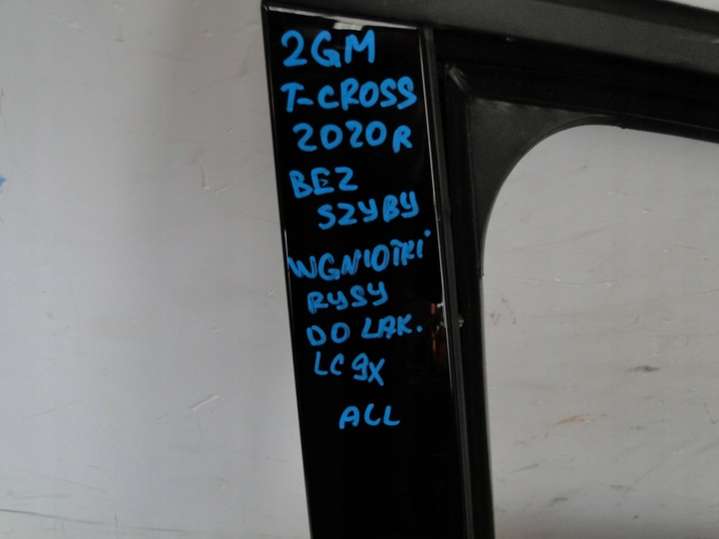 2GM
T-CROSS
2020R
BEZ
SZYBY
WGNIOTKI
RYSY
DO LAK.
LC9X
ALL